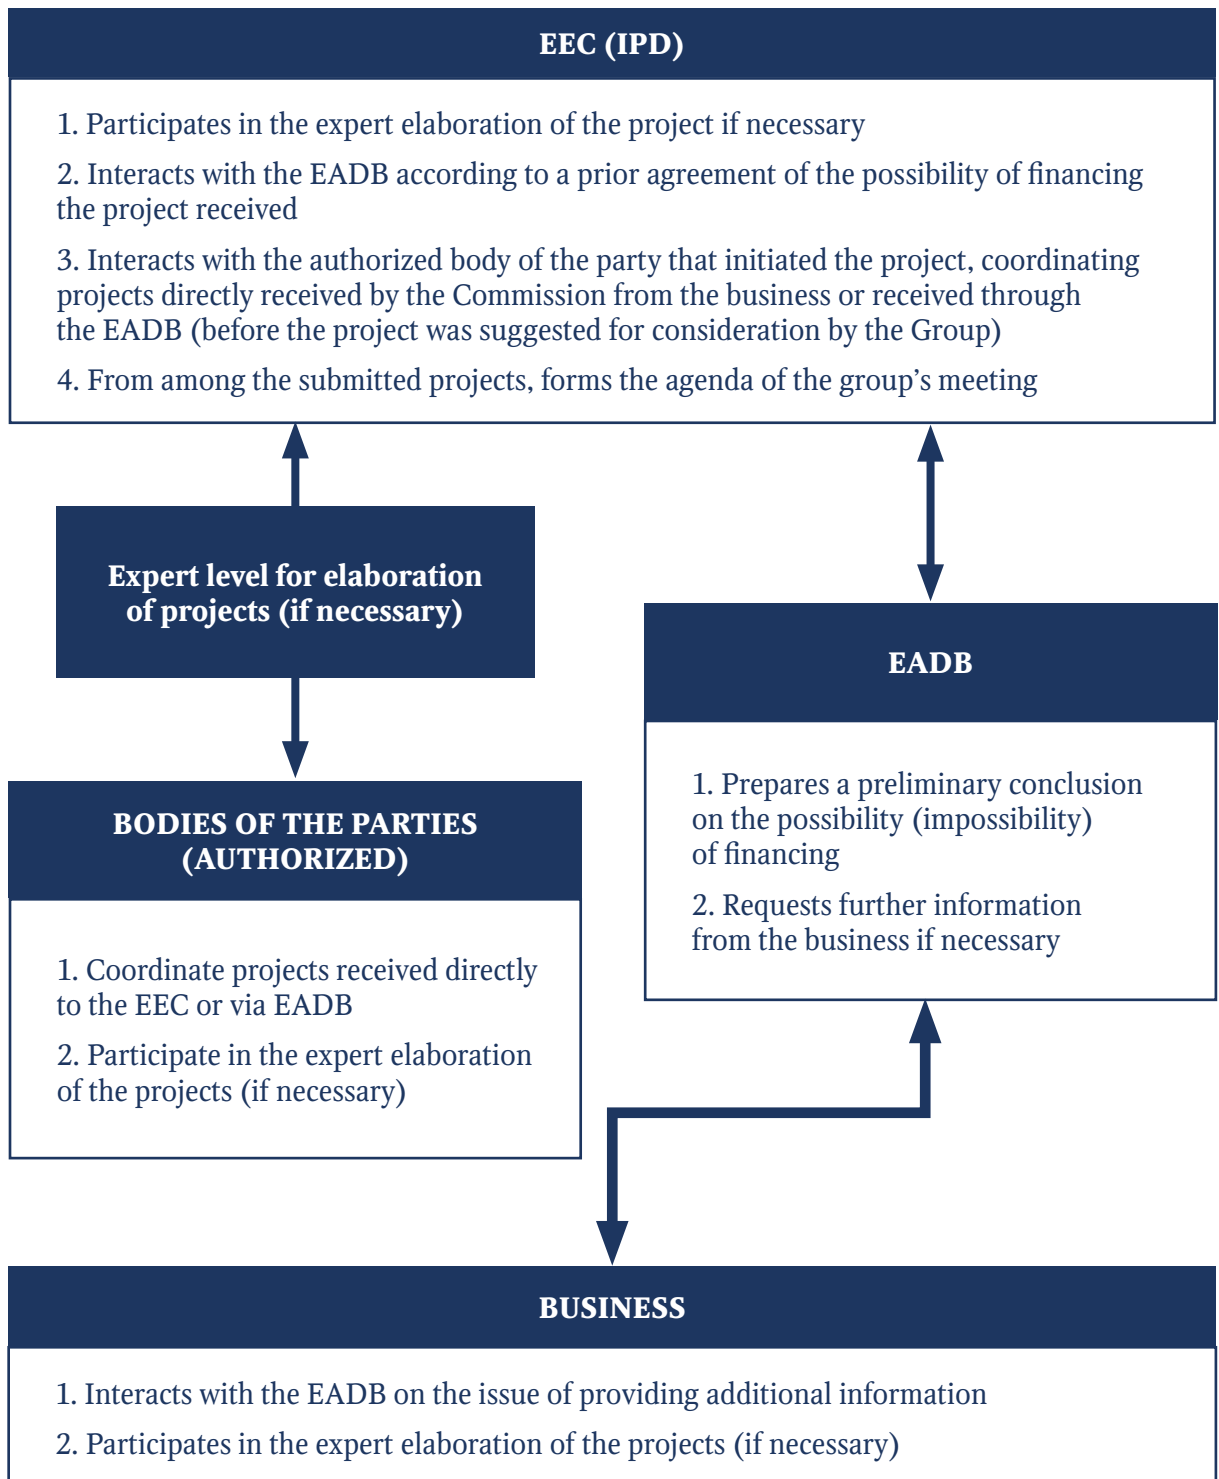 EEC (IPD)
1. Participates in the expert elaboration of the project if necessary
2. Interacts with the EADB according to a prior agreement of the possibility of financing
the project received
3. Interacts with the authorized body of the party that initiated the project, coordinating
projects directly received by the Commission from the business or received through
the EADB (before the project was suggested for consideration by the Group)
4. From among the submitted projects, forms the agenda of the group’s meeting
Expert level for elaboration
of projects (if necessary)
BODIES OF THE PARTIES
(AUTHORIZED)
1. Coordinate projects received directly
to the EEC or via EADB
2. Participate in the expert elaboration
of the projects (if necessary)
EADB
1. Prepares a preliminary conclusion
on the possibility (impossibility)
of financing
2. Requests further information
from the business if necessary
BUSINESS
1. Interacts with the EADB on the issue of providing additional information
2. Participates in the expert elaboration of the projects (if necessary)